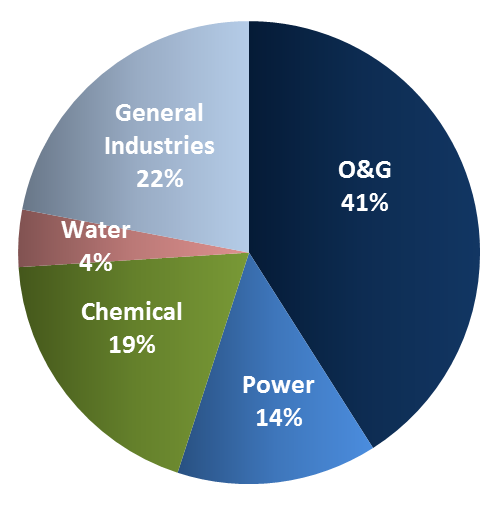 General
Industries
22%
O&G
41%
Water
4%
Chemical
19%
Power
14%